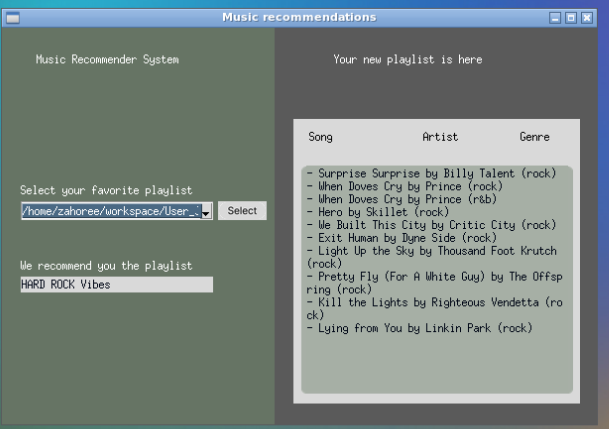 Music recommendations
Music Recommender System
Select your favorite playlist
/home/zahoree/workspace/User_
Select
We recommend you the playlist
HARD ROCK Vibes
Your new playlist is here
Song Artist Genre
- Surprise Surprise by Billy Talent (rock)
- When Doves Cry by Prince (rock)
- When Doves Cry by Prince (r&b)
- Hero by Skillet (rock)
- We Built This City by Critic City (rock)
- Exit Human by Dyne Side (rock)
- Light Up the Sky by Thousand Foot Krutch
(rock)
- Pretty Fly (For A White Guy) by The Offsp
ring (rock)
- Kill the Lights by Righteous Vendetta (ro
ck)
- Lying from You by Linkin Park (rock)